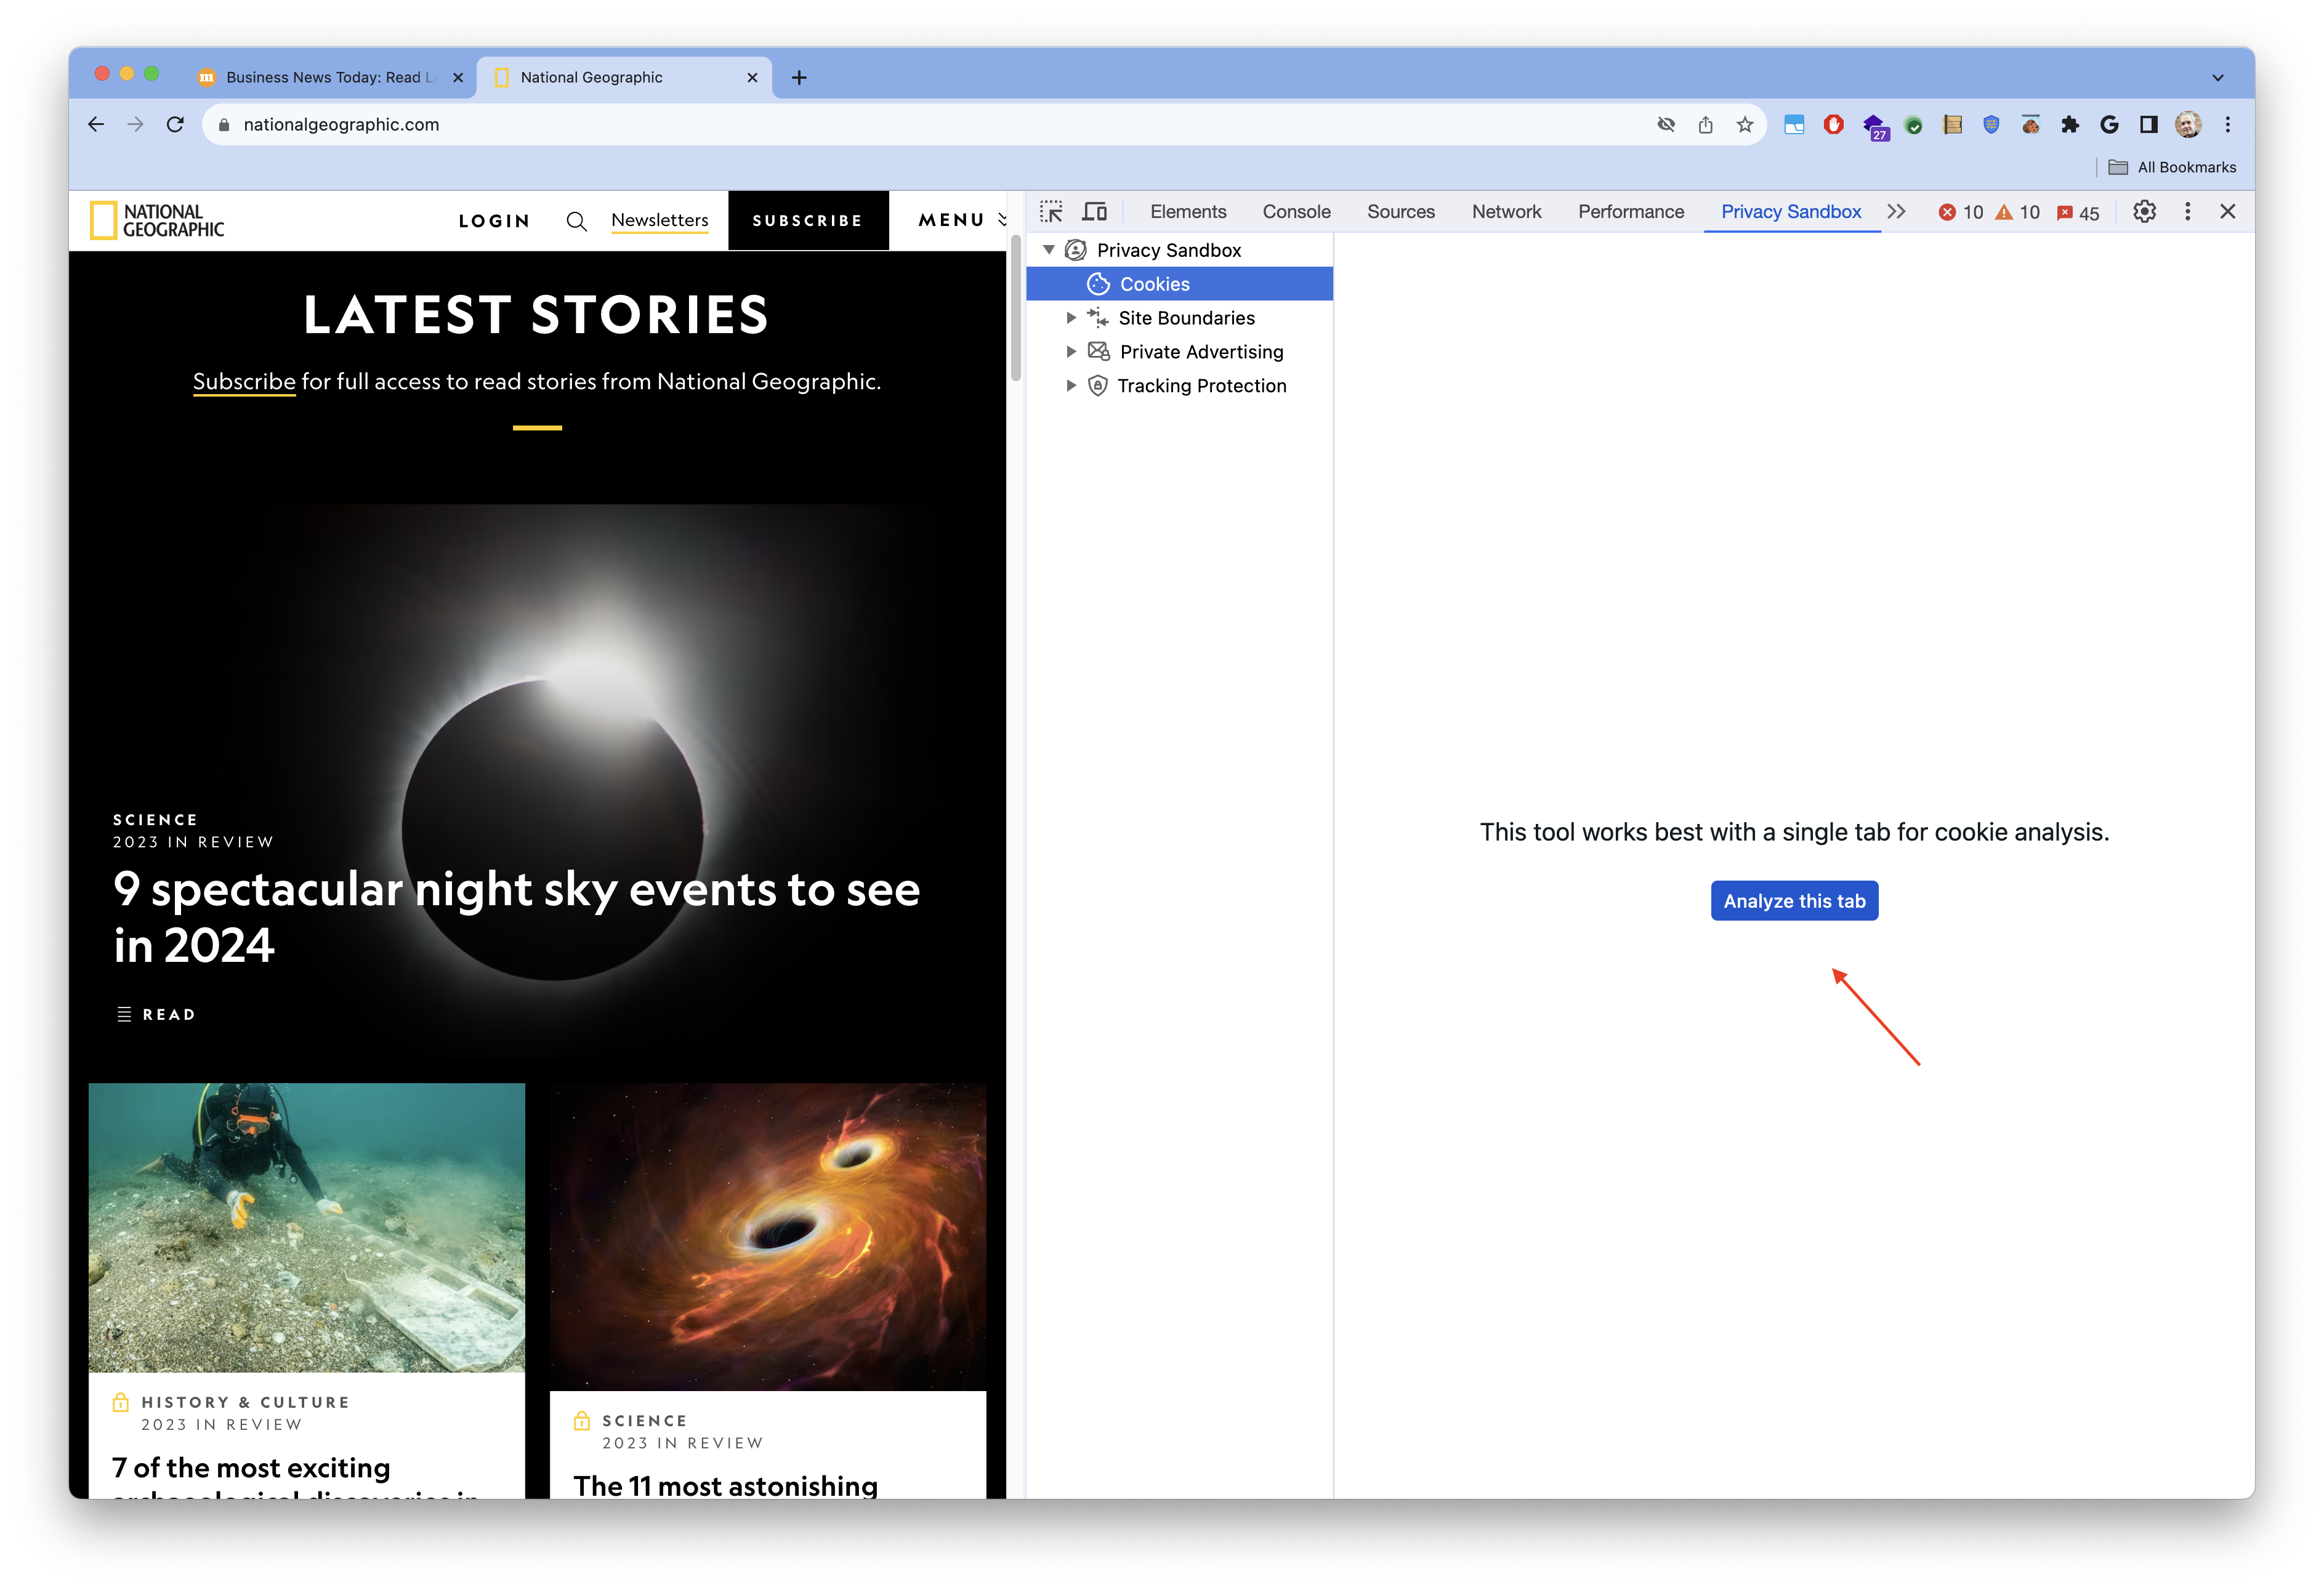 Business News Today: Read La
National Geographic
nationalgeographic.com
27
All Bookmarks
NATIONAL
GEOGRAPHIC
LOGIN
Newsletters
SUBSCRIBE
MENU
Elements
Console
Sources
Network
Performance
Privacy Sandbox
10
10
45
Privacy Sandbox
Cookies
Site Boundaries
Private Advertising
Tracking Protection
LATEST STORIES
Subscribe for full access to read stories from National Geographic.
SCIENCE
2023 IN REVIEW
9 spectacular night sky events to see
in 2024
READ
HISTORY & CULTURE
2023 IN REVIEW
7 of the most exciting
archaeological discoveries in
SCIENCE
2023 IN REVIEW
The 11 most astonishing
This tool works best with a single tab for cookie analysis.
Analyze this tab